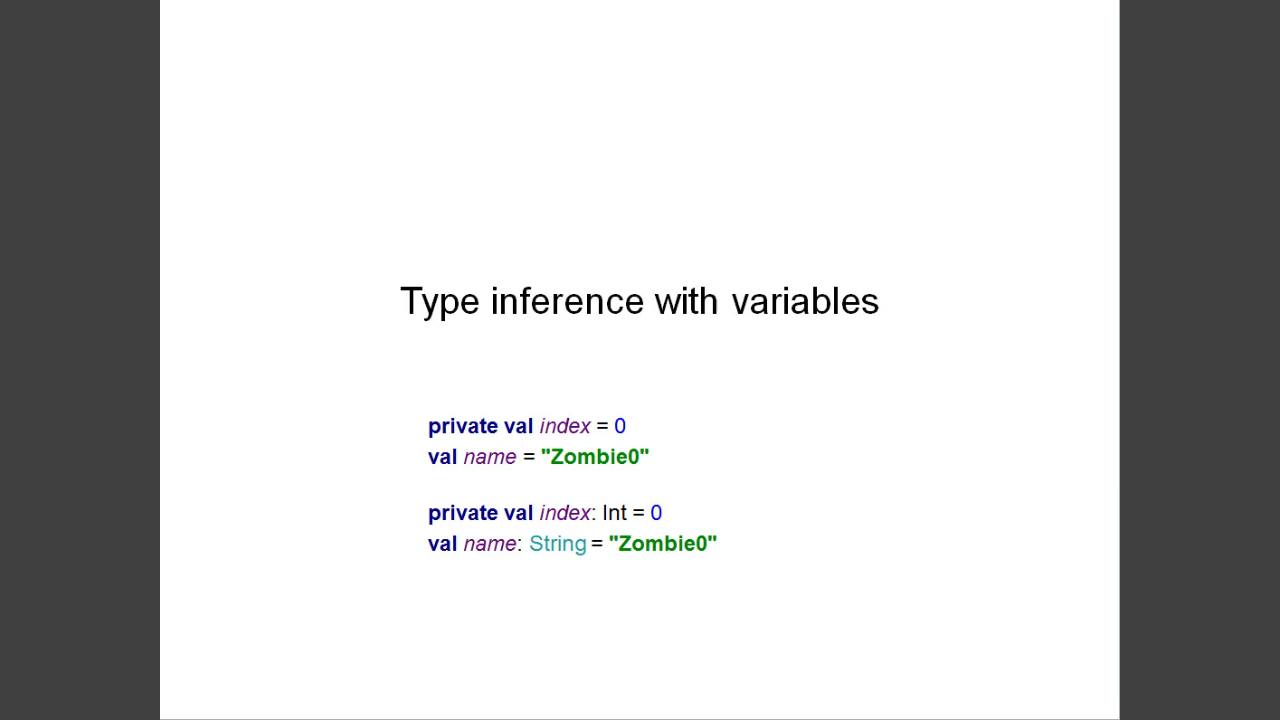 Type inference with variables
private val index = 0
val name = "Zombie0"
private val index: Int = 0
val name: String = "Zombie0"